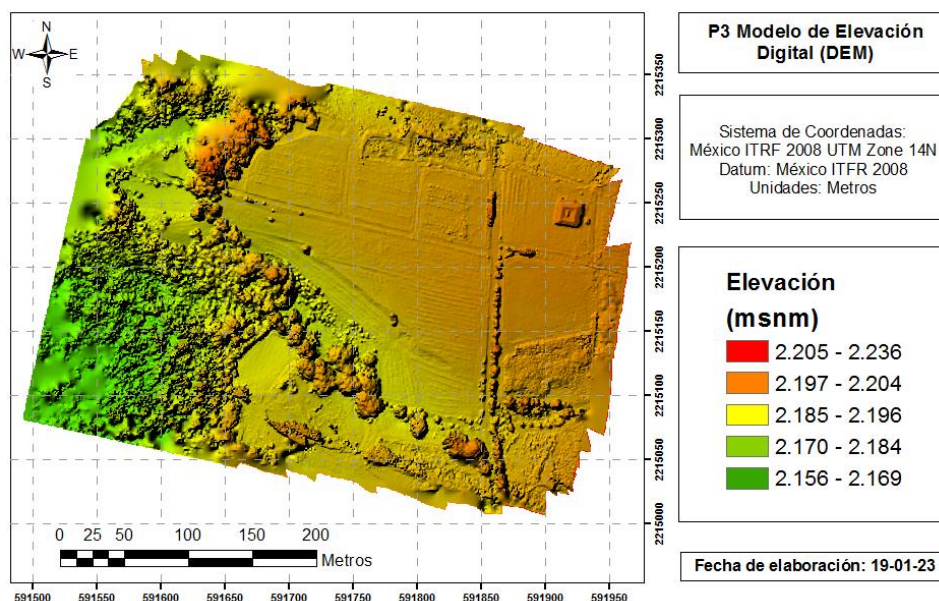 N
W E
S
P3 Modelo de Elevación
Digital (DEM)
Sistema de Coordenadas:
México ITRF 2008 UTM Zone 14N
Datum: México ITFR 2008
Unidades: Metros
Elevación
(msnm)
2.205 - 2.236
2.197 - 2.204
2.185 - 2.196
2.170 - 2.184
2.156 - 2.169
Fecha de elaboración: 19-01-23
2215350
2215300
2215250
2215200
2215150
2215100
2215050
2215000
0 25 50 100 150 200
Metros
591500 591550 591600 591650 591700 591750 591800 591850 591900 591950